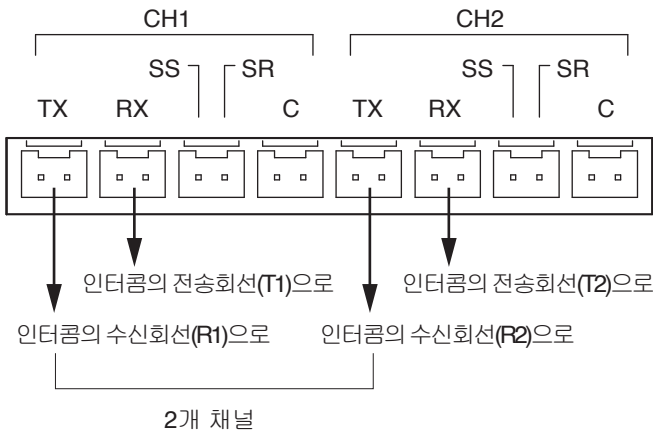 CH1 CH2
SS SR SS SR
TX RX C TX RX C
인터콤의 전송회선(T1)으로 인터콤의 전송회선(T2)으로
인터콤의 수신회선(R1)으로 인터콤의 수신회선(R2)으로
2개 채널